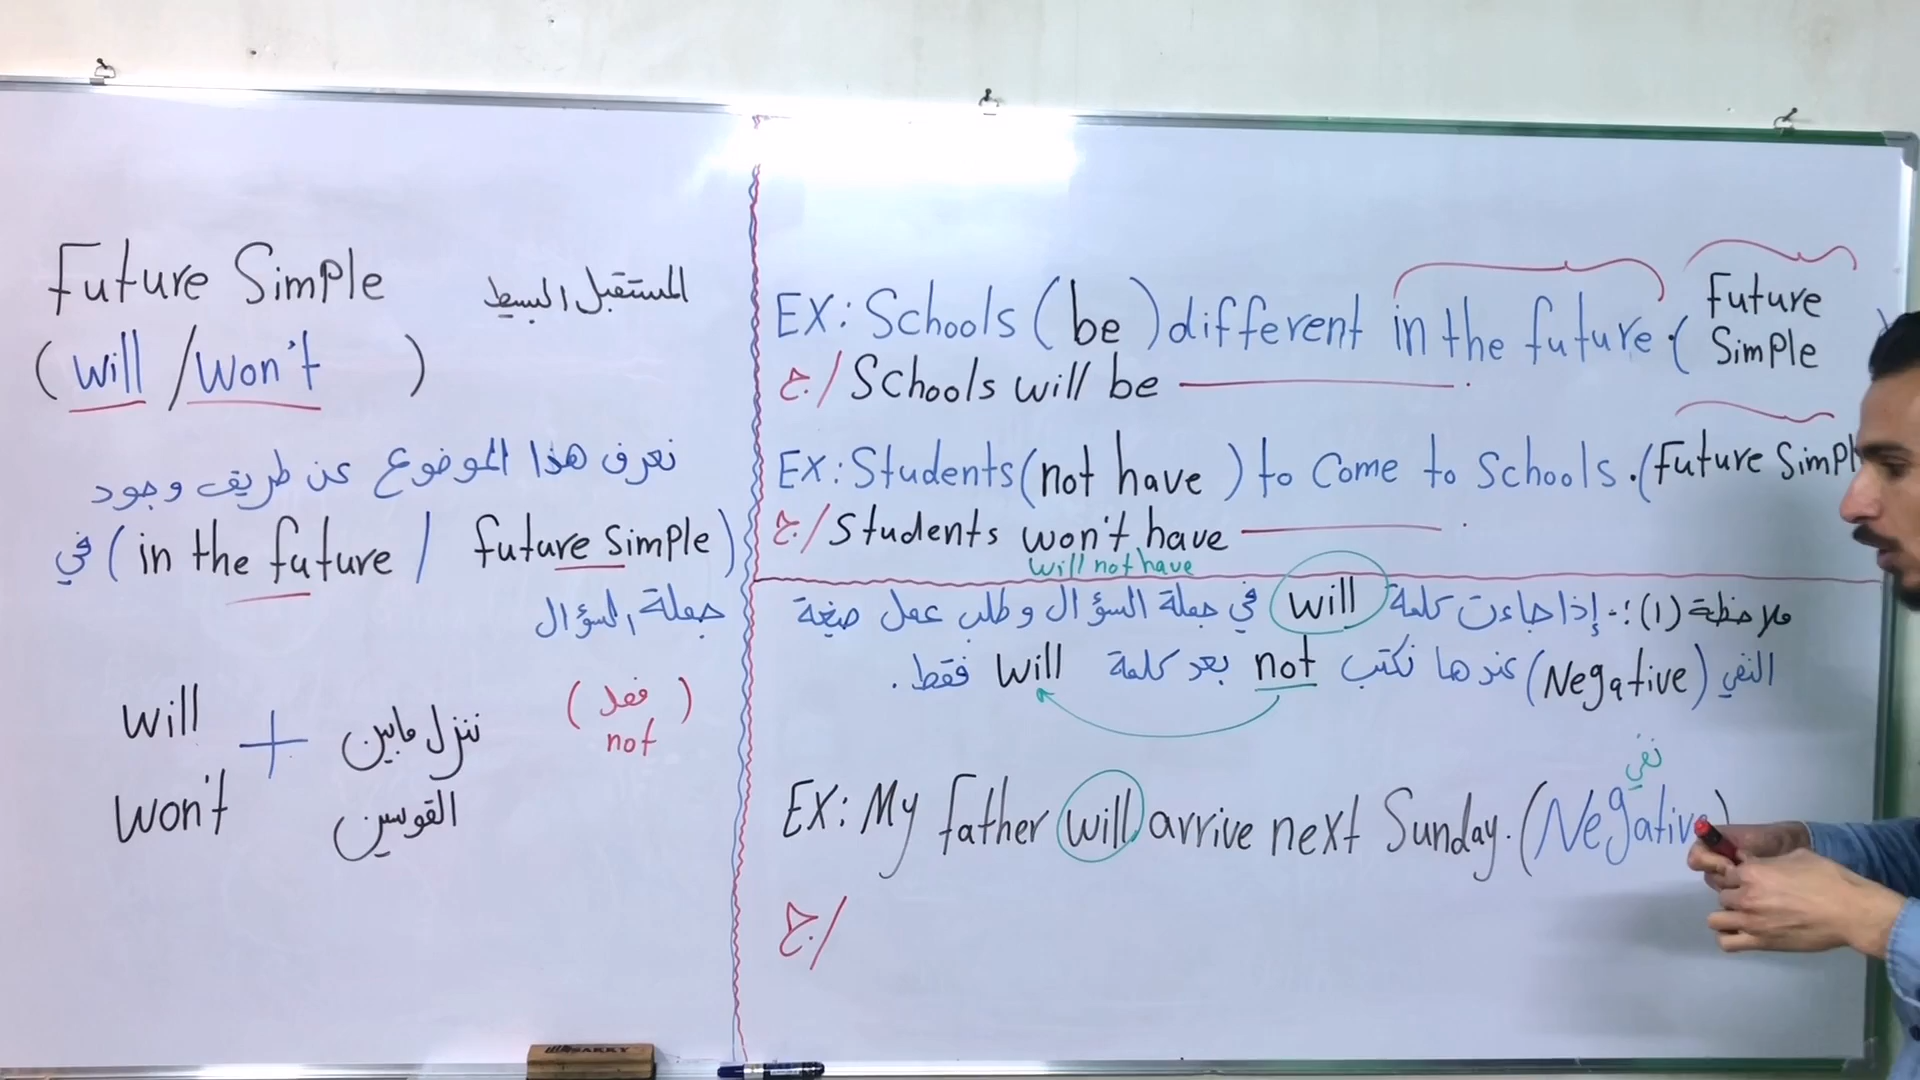 Future Simple المستقبل البسيط
(will / won't)
نعرف هذا الموضوع عن طريق وجود
(in the future / future simple) في
جملة السؤال
will
won't
+
ننزل مابين
القوسين
(فعل)
not
EX: Schools (be) different in the future. (Future Simple)
ج/ Schools will be ———.
EX: Students (not have) to come to Schools. (Future Simpl
ج/ Students won't have ———.
will not have
ملاحظة (١):- إذا جاءت كلمة will في جملة السؤال وطلب عمل صيغة
النفي (Negative) عندها نكتب not بعد كلمة will فقط.
نفي
EX: My father will arrive next Sunday. (Negative)
ج/